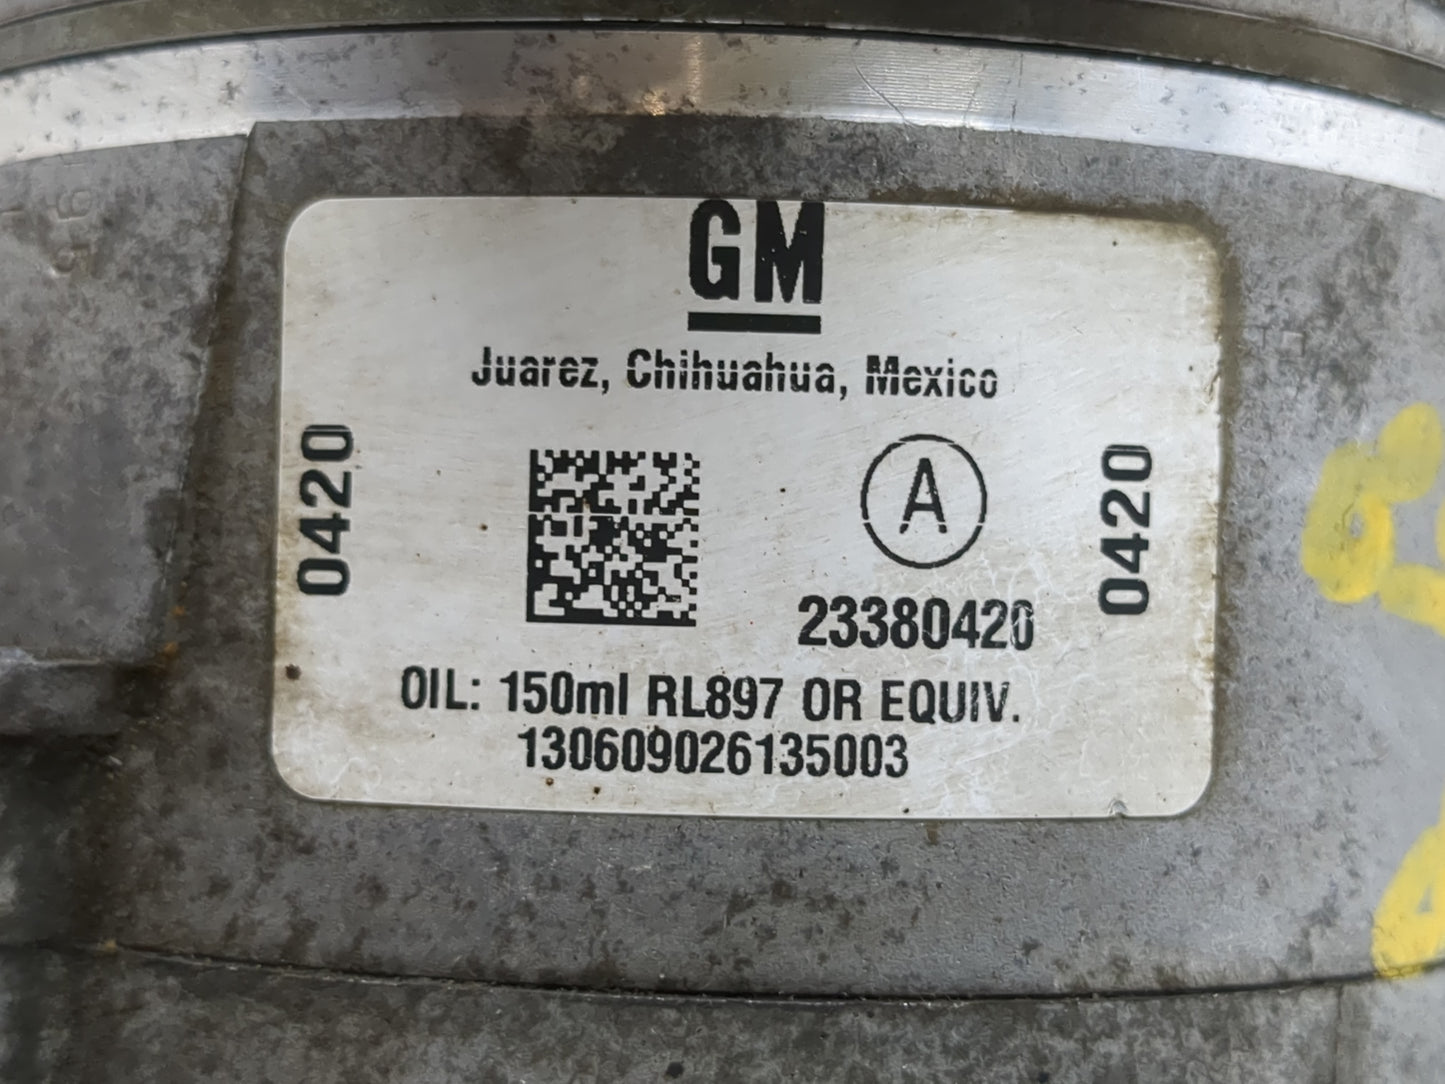 GM
Juarez, Chihuahua, Mexico
0420
A
0420
23380420
OIL: 150ml RL897 OR EQUIV.
130609026135003